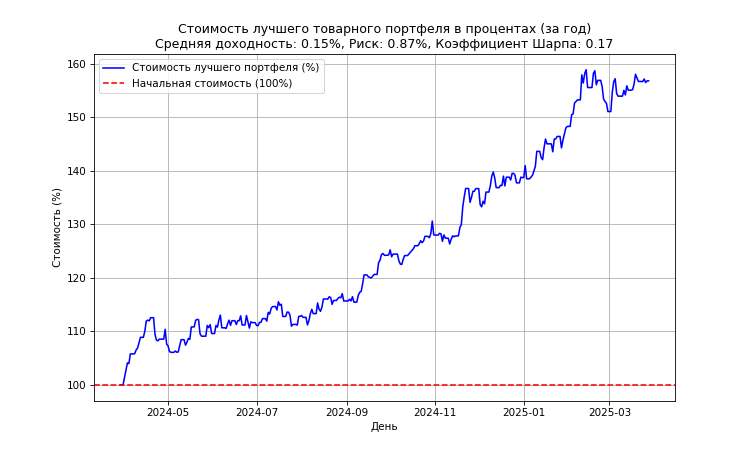 Стоимость лучшего товарного портфеля в процентах (за год)
Средняя доходность: 0.15%, Риск: 0.87%, Коэффициент Шарпа: 0.17
Стоимость лучшего портфеля (%)
Начальная стоимость (100%)
Стоимость (%)
160
150
140
130
120
110
100
2024-05 2024-07 2024-09 2024-11 2025-01 2025-03
День